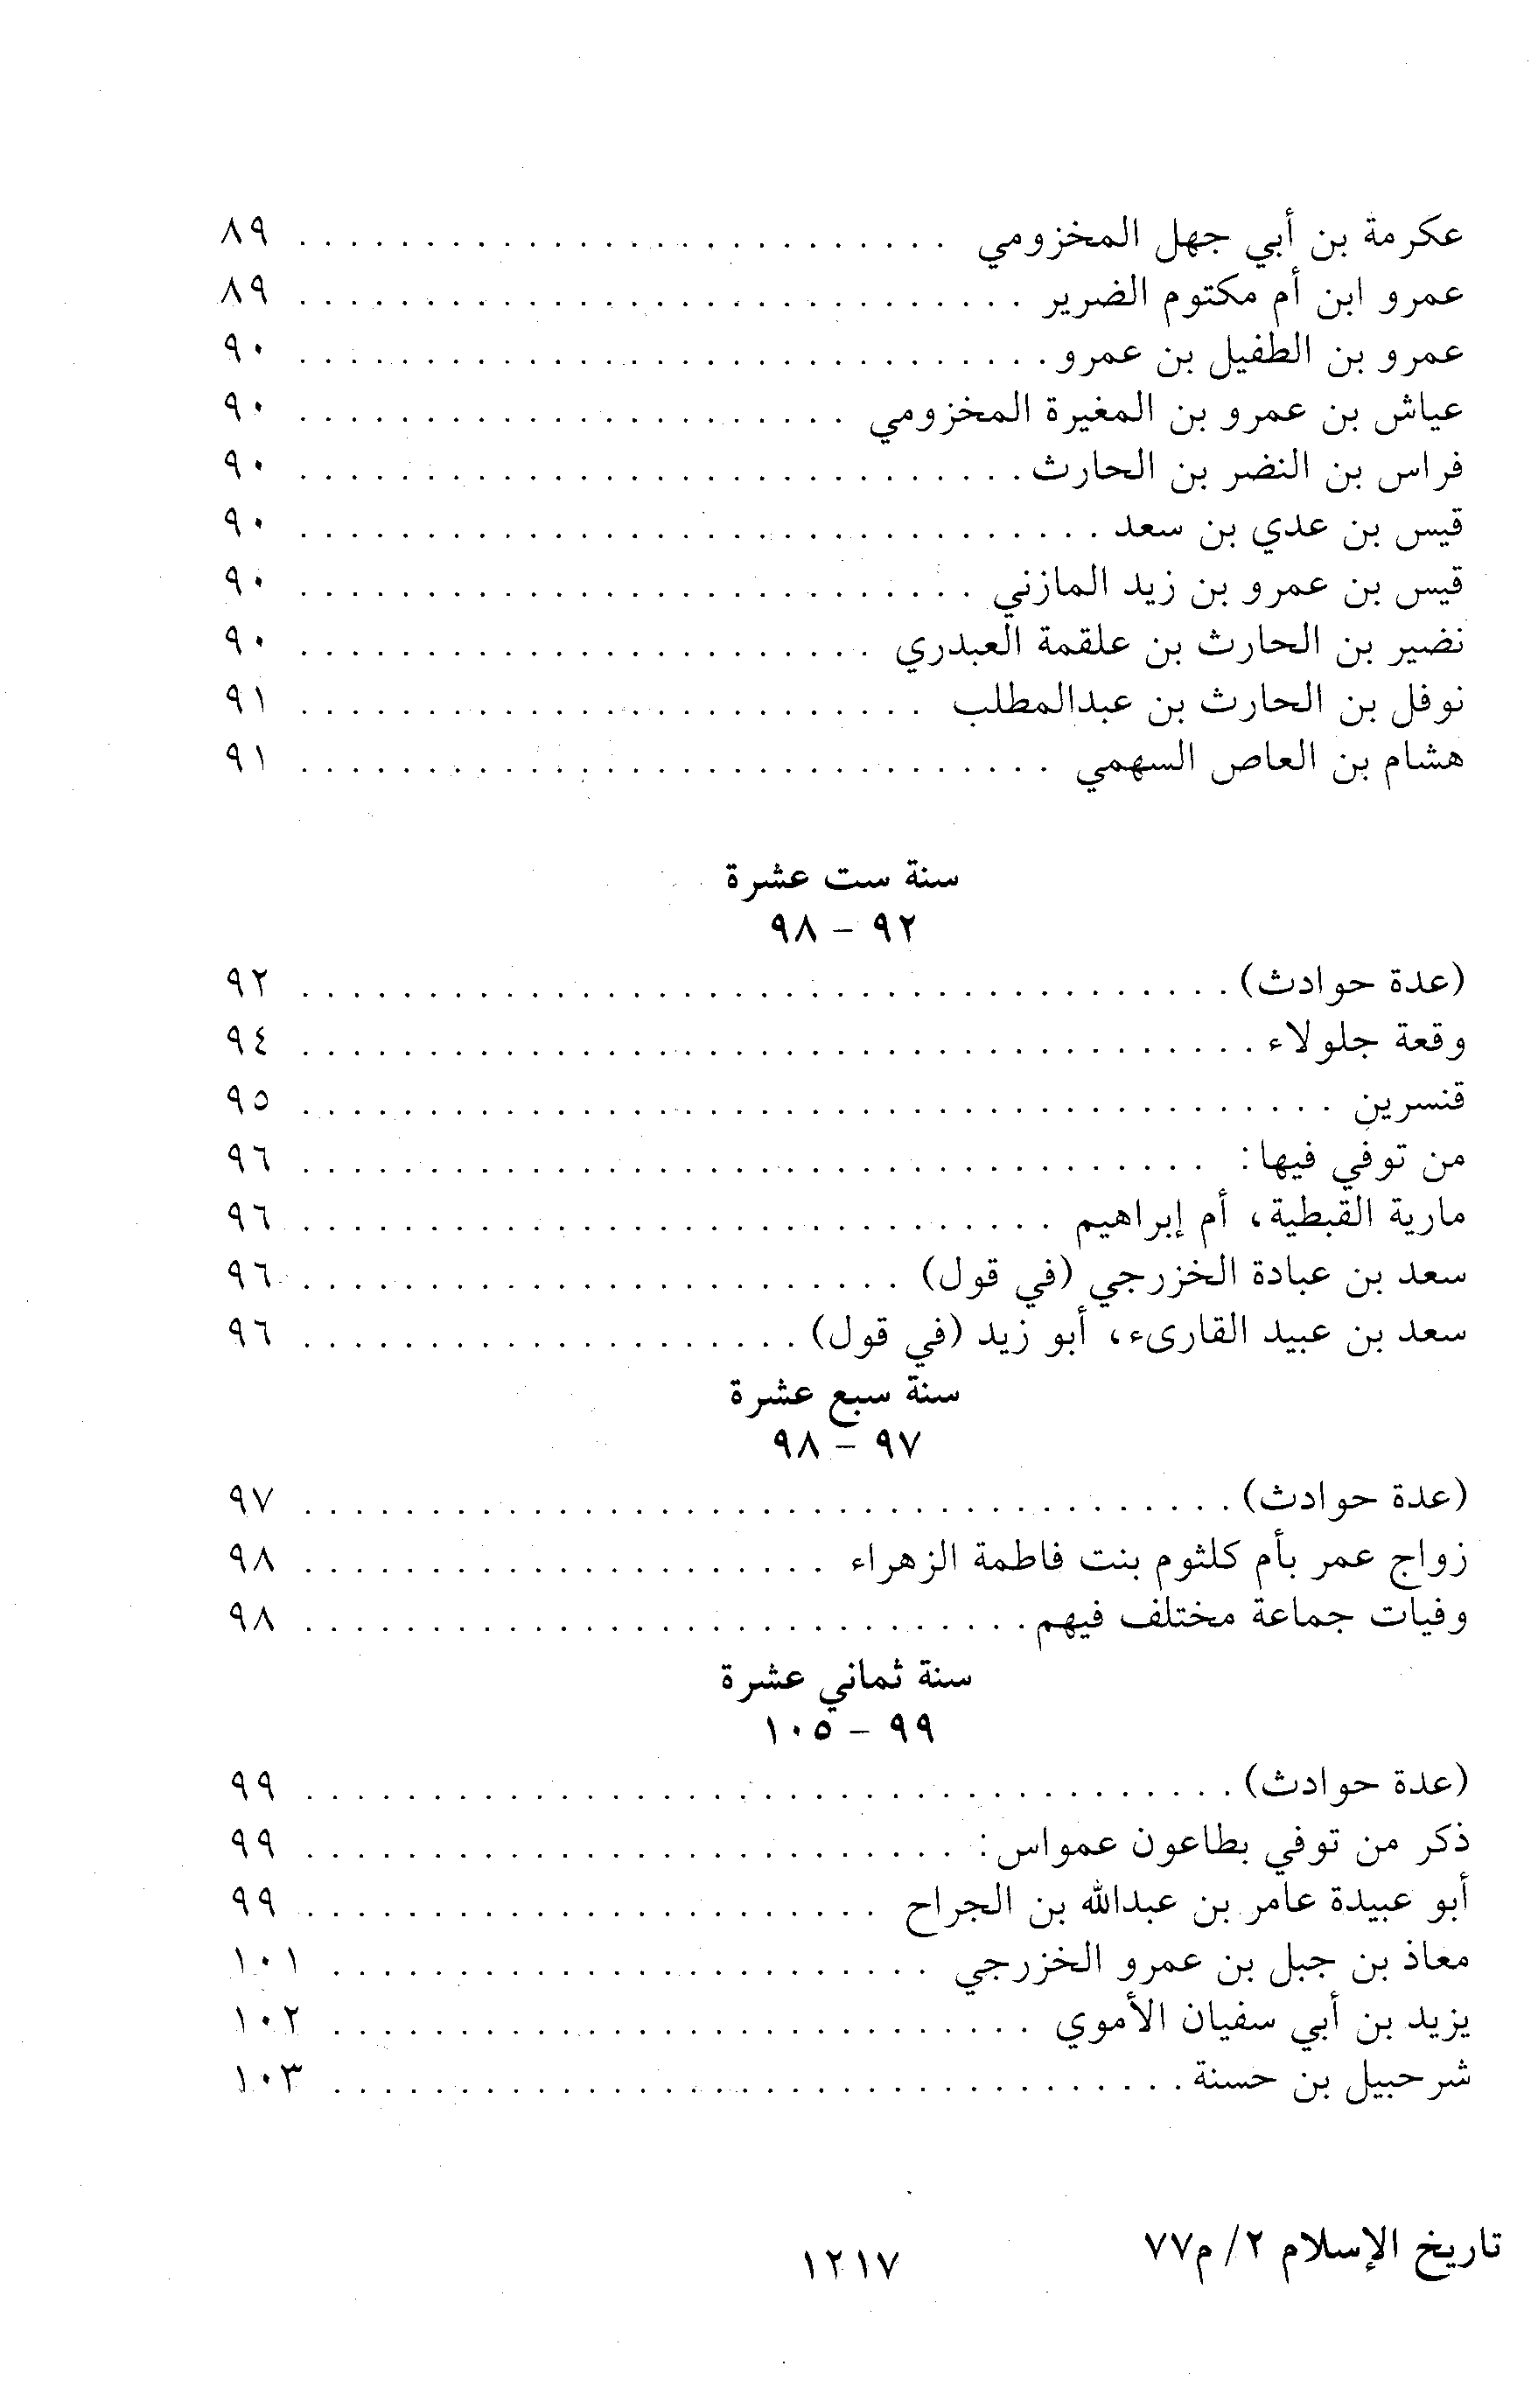 عكرمة بن أبي جهل المخزومي . . . . . . . . . . . . . . . . . . . . . . . . . . ٨٩
عمرو ابن أم مكتوم الضرير . . . . . . . . . . . . . . . . . . . . . . . . . . . . . ٨٩
عمرو بن الطفيل بن عمرو . . . . . . . . . . . . . . . . . . . . . . . . . . . . . . ٩٠
عياش بن عمرو بن المغيرة المخزومي . . . . . . . . . . . . . . . . . . . . . . ٩٠
فراس بن النضر بن الحارث . . . . . . . . . . . . . . . . . . . . . . . . . . . . . ٩٠
قيس بن عدي بن سعد . . . . . . . . . . . . . . . . . . . . . . . . . . . . . . . . ٩٠
قيس بن عمرو بن زيد المازني . . . . . . . . . . . . . . . . . . . . . . . . . . . ٩٠
نضير بن الحارث بن علقمة العبدري . . . . . . . . . . . . . . . . . . . . . . . ٩٠
نوفل بن الحارث بن عبدالمطلب . . . . . . . . . . . . . . . . . . . . . . . . . ٩١
هشام بن العاص السهمي . . . . . . . . . . . . . . . . . . . . . . . . . . . . . . ٩١
سنة ست عشرة
٩٢ - ٩٨
(عدة حوادث) . . . . . . . . . . . . . . . . . . . . . . . . . . . . . . . . . . . . . ٩٢
وقعة جلولاء . . . . . . . . . . . . . . . . . . . . . . . . . . . . . . . . . . . . . . ٩٤
قنسرين . . . . . . . . . . . . . . . . . . . . . . . . . . . . . . . . . . . . . . . . . ٩٥
من توفي فيها: . . . . . . . . . . . . . . . . . . . . . . . . . . . . . . . . . . . . ٩٦
مارية القبطية، أم إبراهيم . . . . . . . . . . . . . . . . . . . . . . . . . . . . . . ٩٦
سعد بن عبادة الخزرجي (في قول) . . . . . . . . . . . . . . . . . . . . . . . . ٩٦
سعد بن عبيد القارىء، أبو زيد (في قول) . . . . . . . . . . . . . . . . . . . . ٩٦
سنة سبع عشرة
٩٧ - ٩٨
(عدة حوادث) . . . . . . . . . . . . . . . . . . . . . . . . . . . . . . . . . . . . . ٩٧
زواج عمر بأم كلثوم بنت فاطمة الزهراء . . . . . . . . . . . . . . . . . . . . . ٩٨
وفيات جماعة مختلف فيهم . . . . . . . . . . . . . . . . . . . . . . . . . . . . . ٩٨
سنة ثماني عشرة
٩٩ - ١٠٥
(عدة حوادث) . . . . . . . . . . . . . . . . . . . . . . . . . . . . . . . . . . . . . ٩٩
ذكر من توفي بطاعون عمواس: . . . . . . . . . . . . . . . . . . . . . . . . . . ٩٩
أبو عبيدة عامر بن عبدالله بن الجراح . . . . . . . . . . . . . . . . . . . . . . . ٩٩
معاذ بن جبل بن عمرو الخزرجي . . . . . . . . . . . . . . . . . . . . . . . . ١٠١
يزيد بن أبي سفيان الأموي . . . . . . . . . . . . . . . . . . . . . . . . . . . . ١٠٢
شرحبيل بن حسنة . . . . . . . . . . . . . . . . . . . . . . . . . . . . . . . . . . ١٠٣
تاريخ الإسلام ٢/ م٧٧
١٢١٧